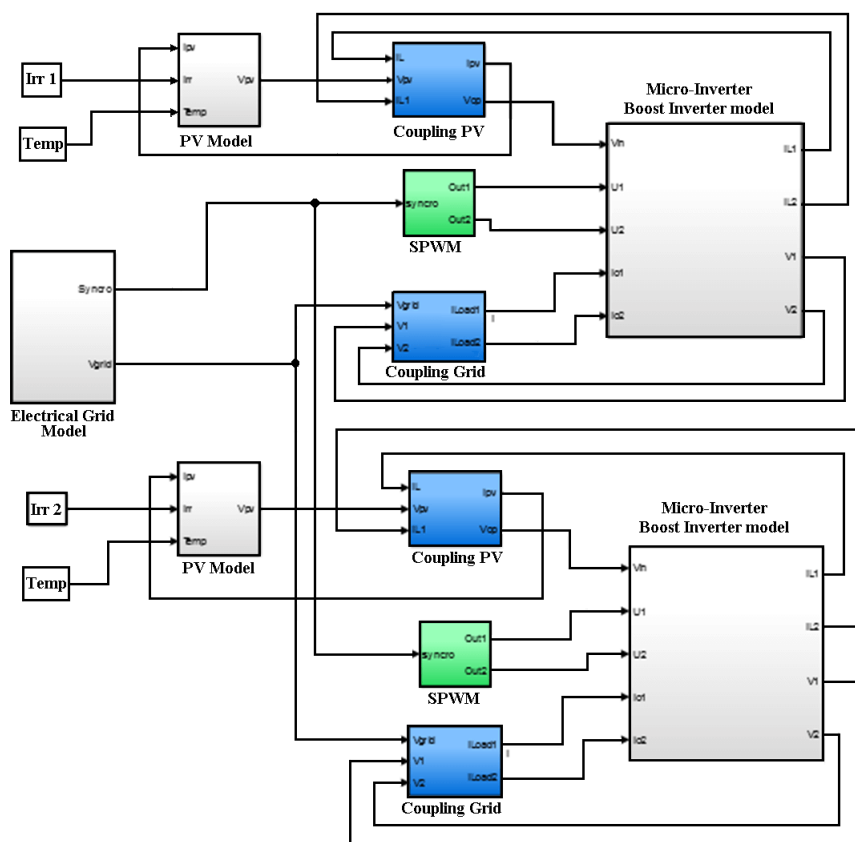 Irr 1
Temp
Ipv
Irr
Temp
Vpv
PV Model
IL
Vpv
IL1
Ipv
Vop
Coupling PV
Micro-Inverter
Boost Inverter model
Vin
U1
U2
Io1
Io2
IL1
IL2
V1
V2
syncro
Out1
Out2
SPWM
Syncro
Vgrid
Electrical Grid
Model
Vgrid
V1
V2
ILoad1
ILoad2
I
Coupling Grid
Irr 2
Temp
Ipv
Irr
Temp
Vpv
PV Model
IL
Vpv
IL1
Ipv
Vop
Coupling PV
Micro-Inverter
Boost Inverter model
Vin
U1
U2
Io1
Io2
IL1
IL2
V1
V2
syncro
Out1
Out2
SPWM
Vgrid
V1
V2
ILoad1
ILoad2
I
Coupling Grid